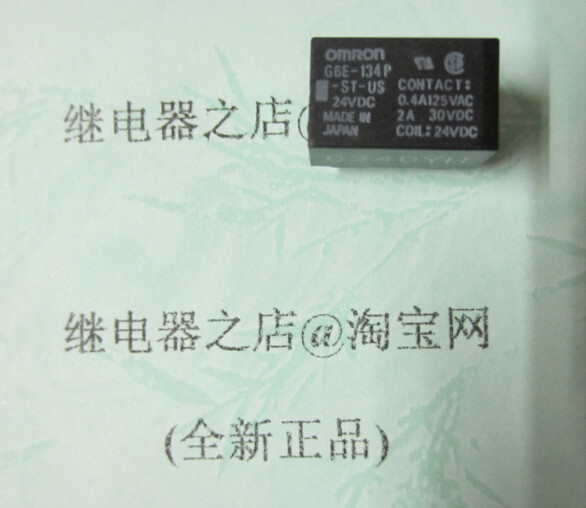 omron
G6E-134P
-ST-US
24VDC
MADE IN
JAPAN
CONTACT:
0.4A125VAC
2A 30VDC
COIL: 24VDC
继电器之店@
继电器之店@淘宝网
(全新正品)